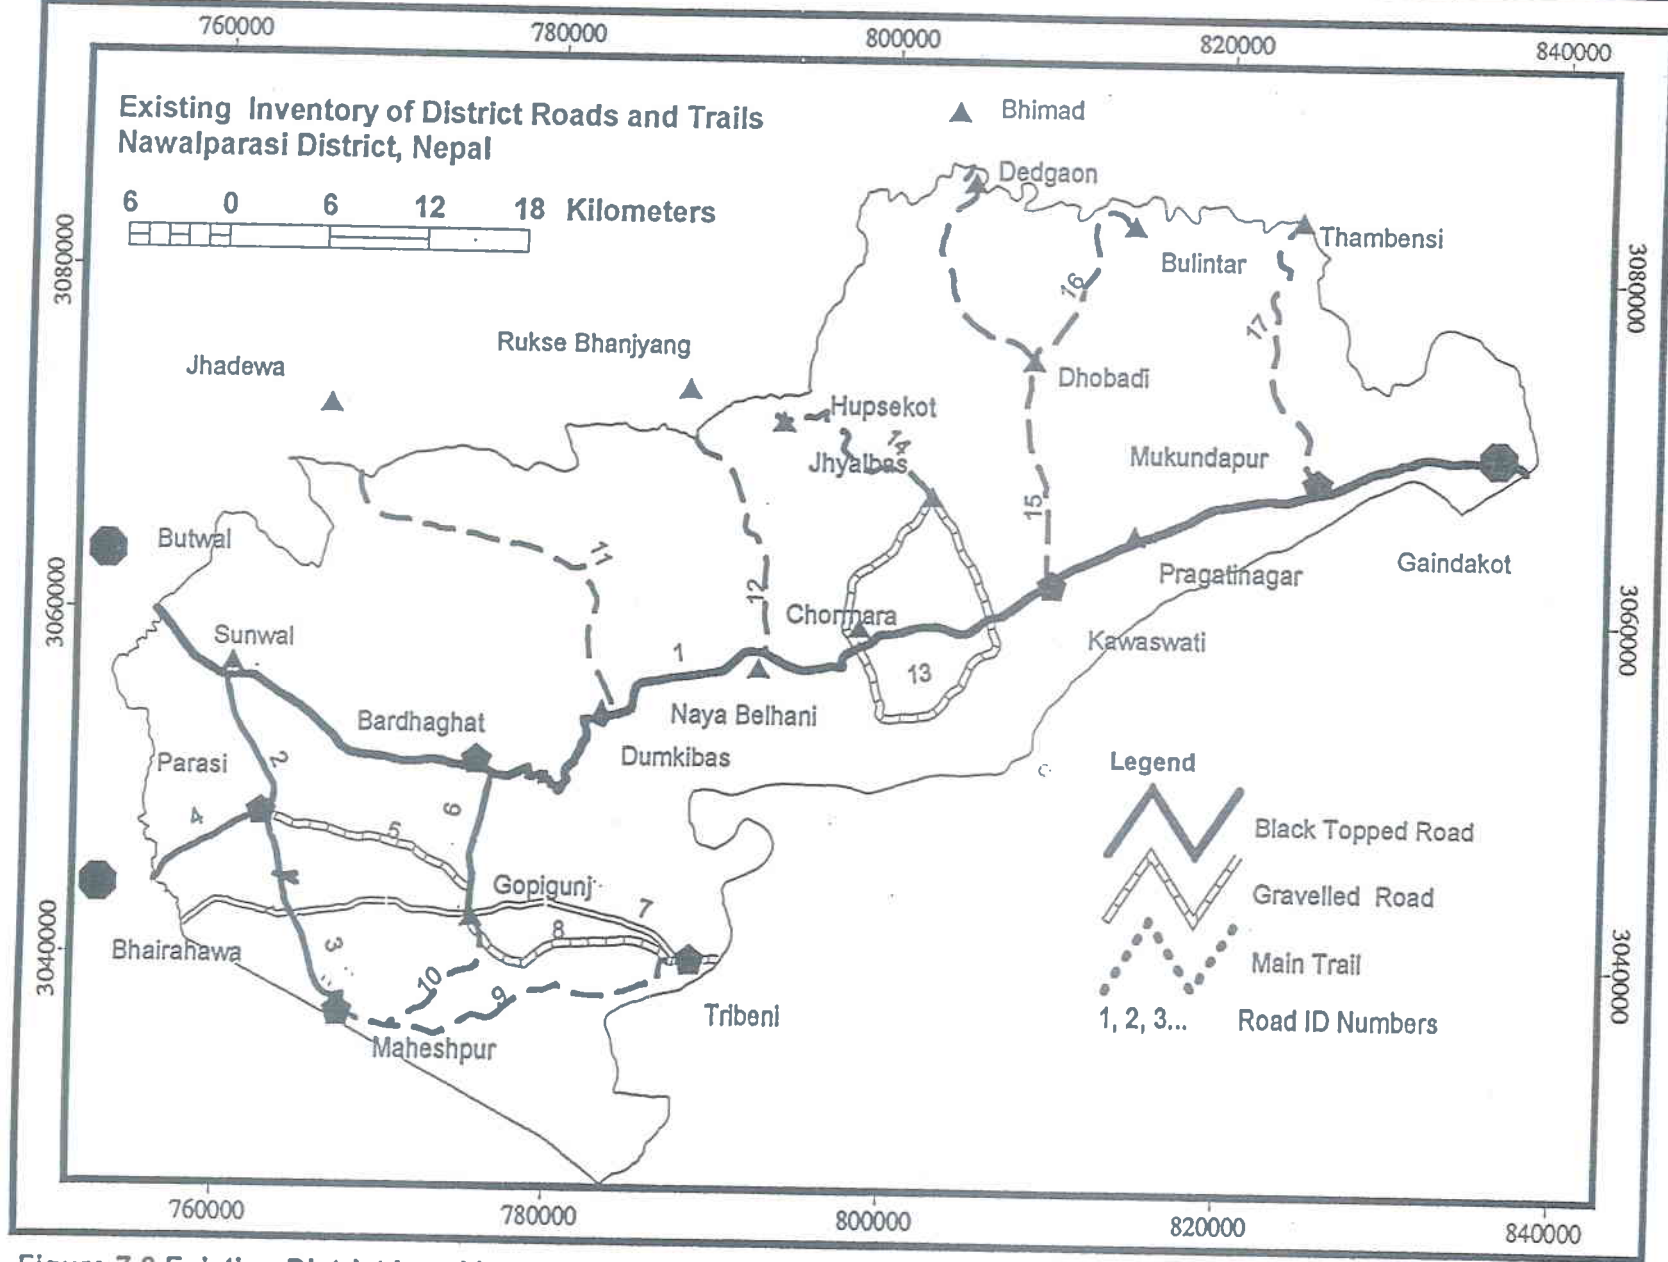 760000
780000
800000
820000
840000
Existing Inventory of District Roads and Trails
Nawalparasi District, Nepal
6 0 6 12 18 Kilometers
3080000
3080000
Bhimad
Dedgaon
Thambensi
Bulintar
16
17
Rukse Bhanjyang
Jhadewa
Dhobadi
Hupsekot
14
Jhyalbas
Mukundapur
15
Butwal
11
12
Gaindakot
Pragatinagar
3060000
3060000
Chormara
Sunwal
Kawaswati
1
13
Bardhaghat
Naya Belhani
Parasi
2
Dumkibas
Legend
4
5
6
Black Topped Road
Gopigunj
Gravelled Road
7
8
Bhairahawa
3
10
9
Main Trail
3040000
3040000
Tribeni
1, 2, 3... Road ID Numbers
Maheshpur
760000
780000
800000
820000
840000